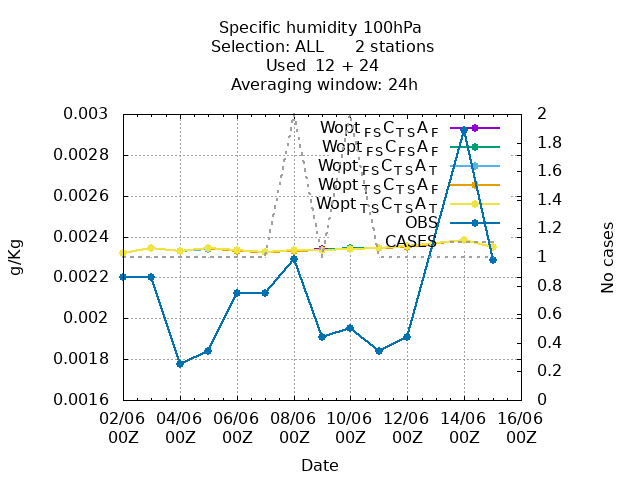 Specific humidity 100hPa
Selection: ALL 2 stations
Used 12 + 24
Averaging window: 24h
0.003
0.0028
0.0026
0.0024
0.0022
0.002
0.0018
0.0016
g/Kg
2
1.8
1.6
1.4
1.2
1
0.8
0.6
0.4
0.2
0
No cases
Wopt FSCTSAF
Wopt FSCFSAF
Wopt FSCTSAT
Wopt TSCTSAF
Wopt TSCTSAT
OBS
CASES
02/06 04/06 06/06 08/06 10/06 12/06 14/06 16/06
00Z 00Z 00Z 00Z 00Z 00Z 00Z 00Z
Date